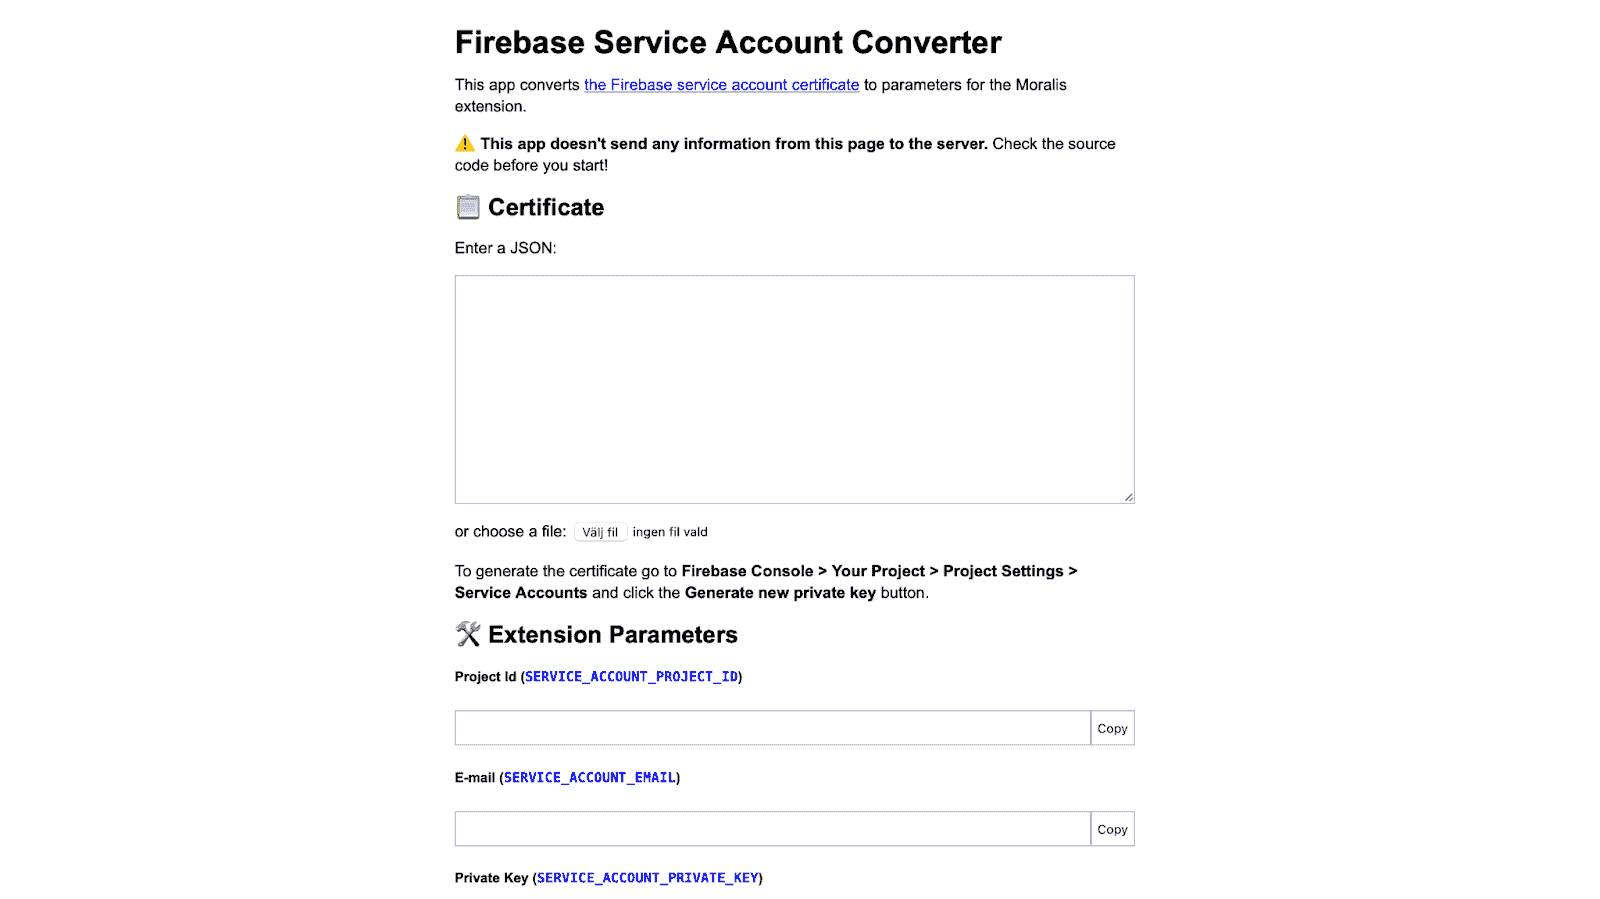 Firebase Service Account Converter
This app converts the Firebase service account certificate to parameters for the Moralis
extension.
⚠️ This app doesn't send any information from this page to the server. Check the source
code before you start!
📋 Certificate
Enter a JSON:
or choose a file: Välj fil ingen fil vald
To generate the certificate go to Firebase Console > Your Project > Project Settings >
Service Accounts and click the Generate new private key button.
🛠 Extension Parameters
Project Id (SERVICE_ACCOUNT_PROJECT_ID)
Copy
E-mail (SERVICE_ACCOUNT_EMAIL)
Copy
Private Key (SERVICE_ACCOUNT_PRIVATE_KEY)